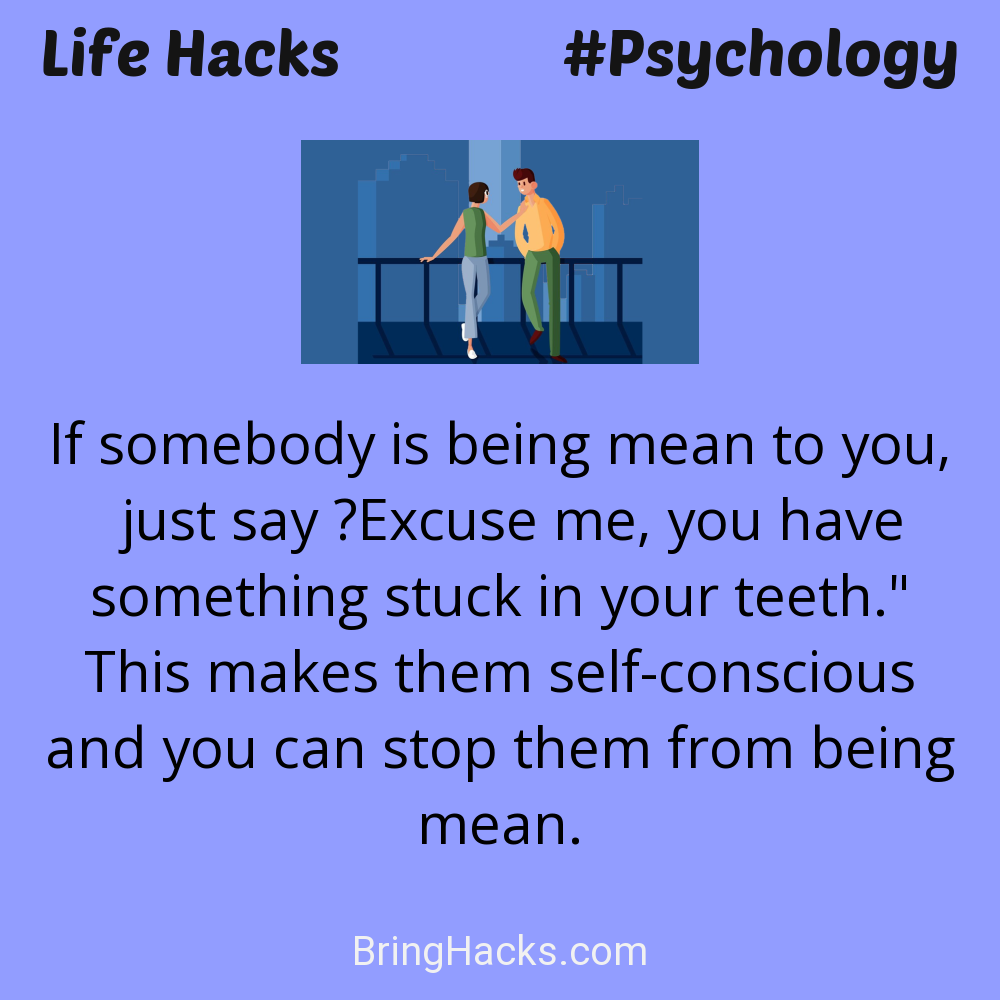 Life Hacks #Psychology
If somebody is being mean to you,
just say ?Excuse me, you have
something stuck in your teeth."
This makes them self-conscious
and you can stop them from being
mean.
BringHacks.com